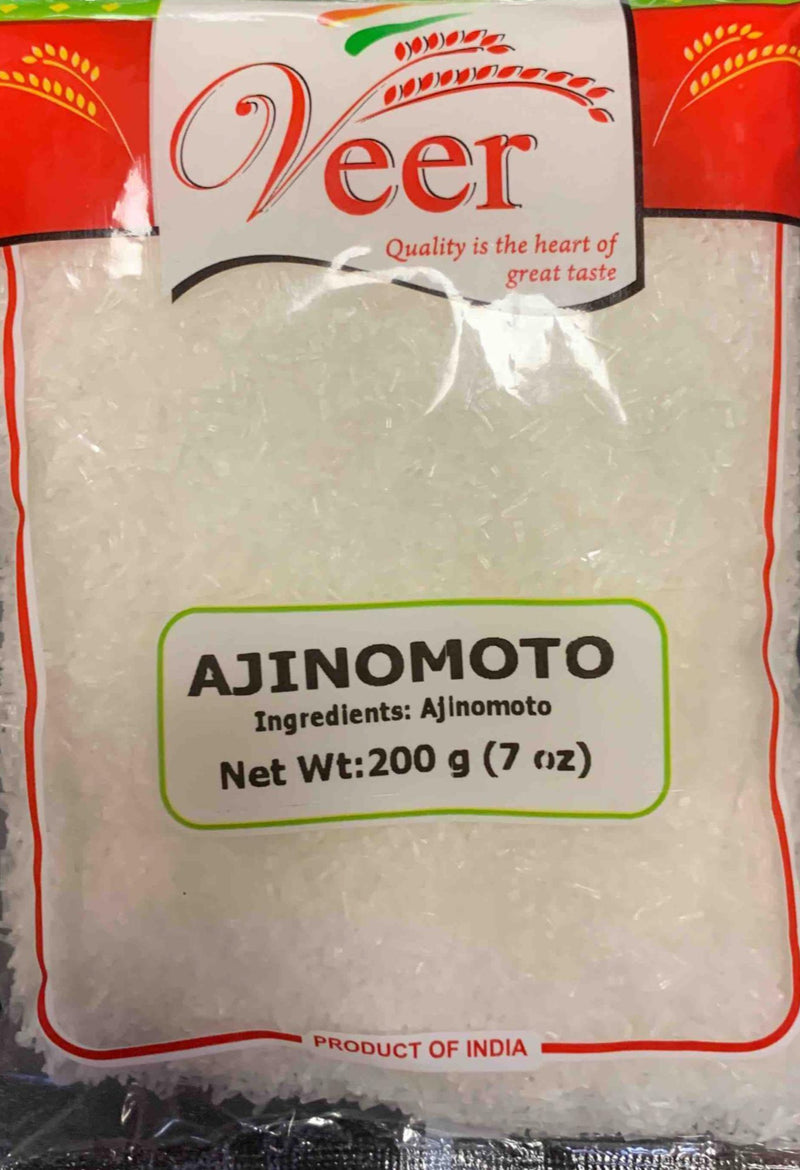 Veer
Quality is the heart of
great taste
AJINOMOTO
Ingredients: Ajinomoto
Net Wt:200 g (7 oz)
PRODUCT OF INDIA